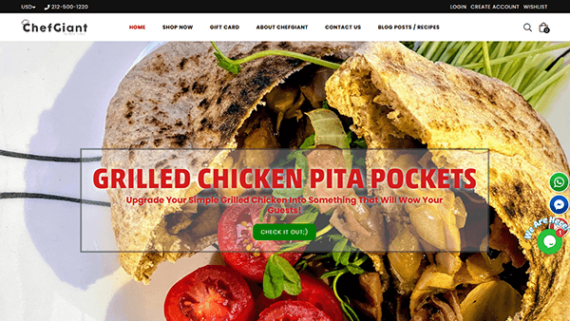 USD 212-500-1220 LOGIN CREATE ACCOUNT WISHLIST
ChefGiant HOME SHOP NOW GIFT CARD ABOUT CHEFGIANT CONTACT US BLOG POSTS / RECIPES 0
GRILLED CHICKEN PITA POCKETS
Upgrade Your Simple Grilled Chicken Into Something That Will Wow Your
Guests!
CHECK IT OUT;)
We Are Here!